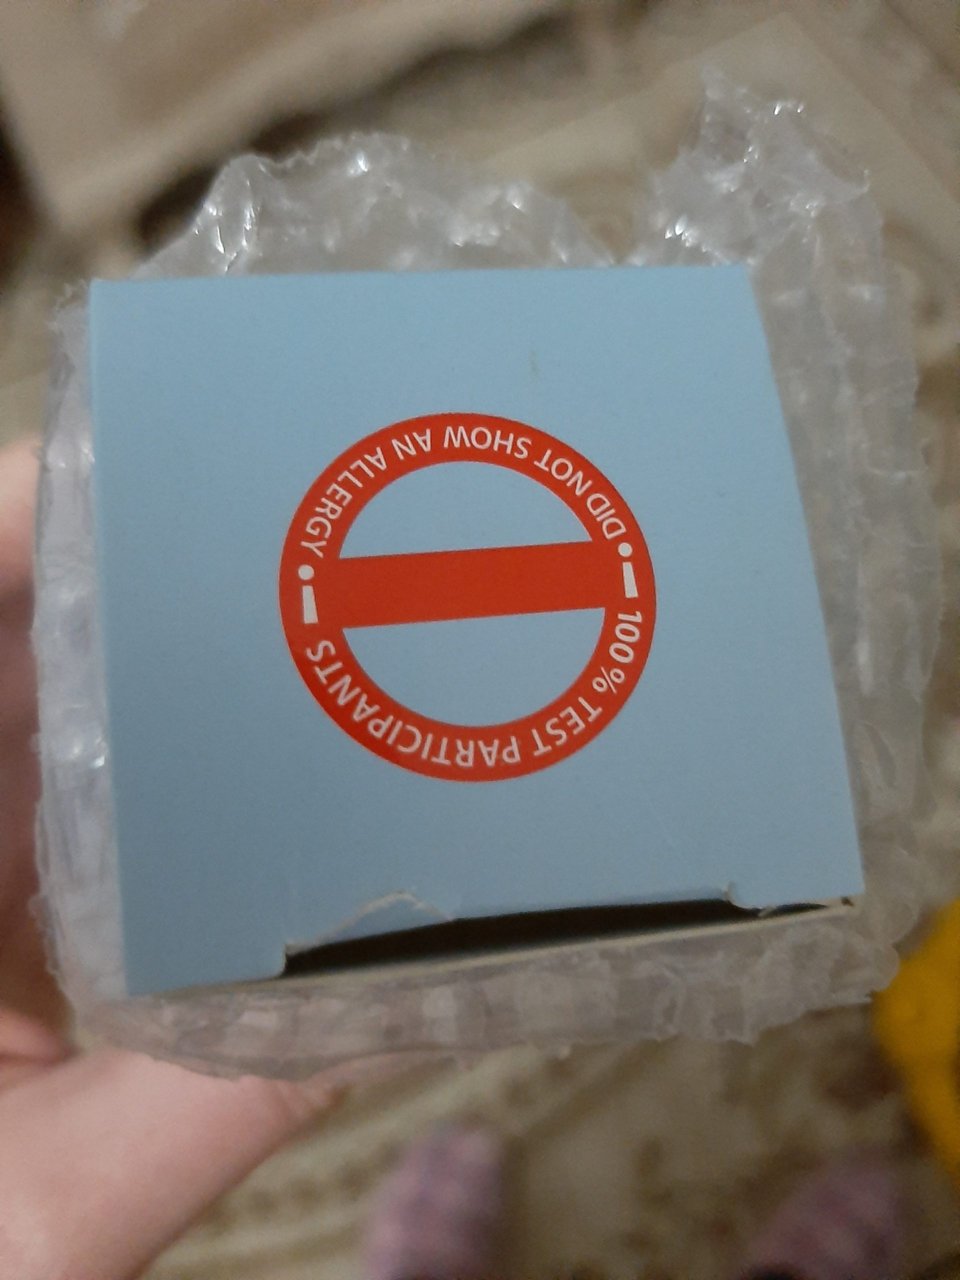 100% TEST PARTICIPANTS
DID NOT SHOW AN ALLERGY